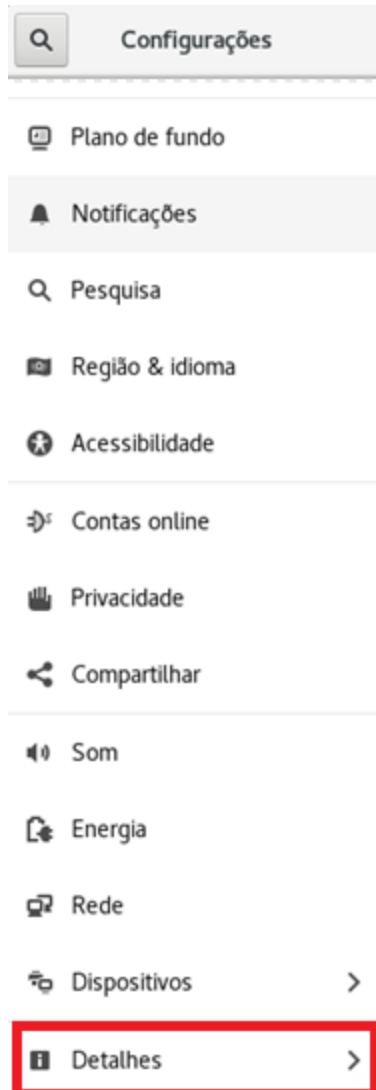 Configurações
Plano de fundo
Notificações
Pesquisa
Região & idioma
Acessibilidade
Contas online
Privacidade
Compartilhar
Som
Energia
Rede
Dispositivos
Detalhes